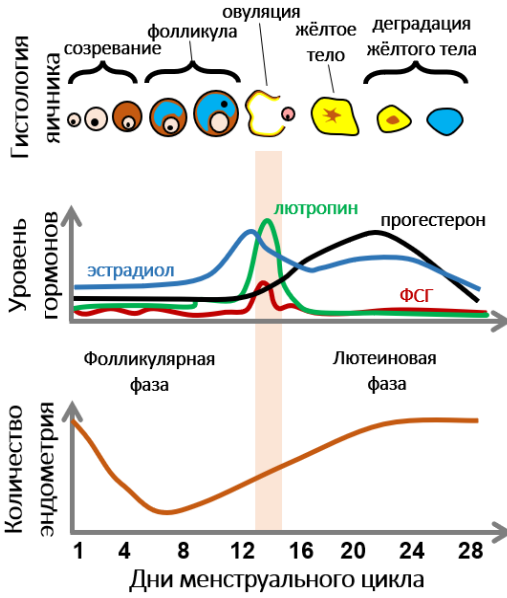 овуляция
фолликула
жёлтое
тело
деградация
жёлтого тела
созревание
Гистология
яичника
лютропин
прогестерон
эстрадиол
ФСГ
Уровень
гормонов
Фолликулярная
фаза
Лютеиновая
фаза
Количество
эндометрия
1 4 8 12 16 20 24 28
Дни менструального цикла